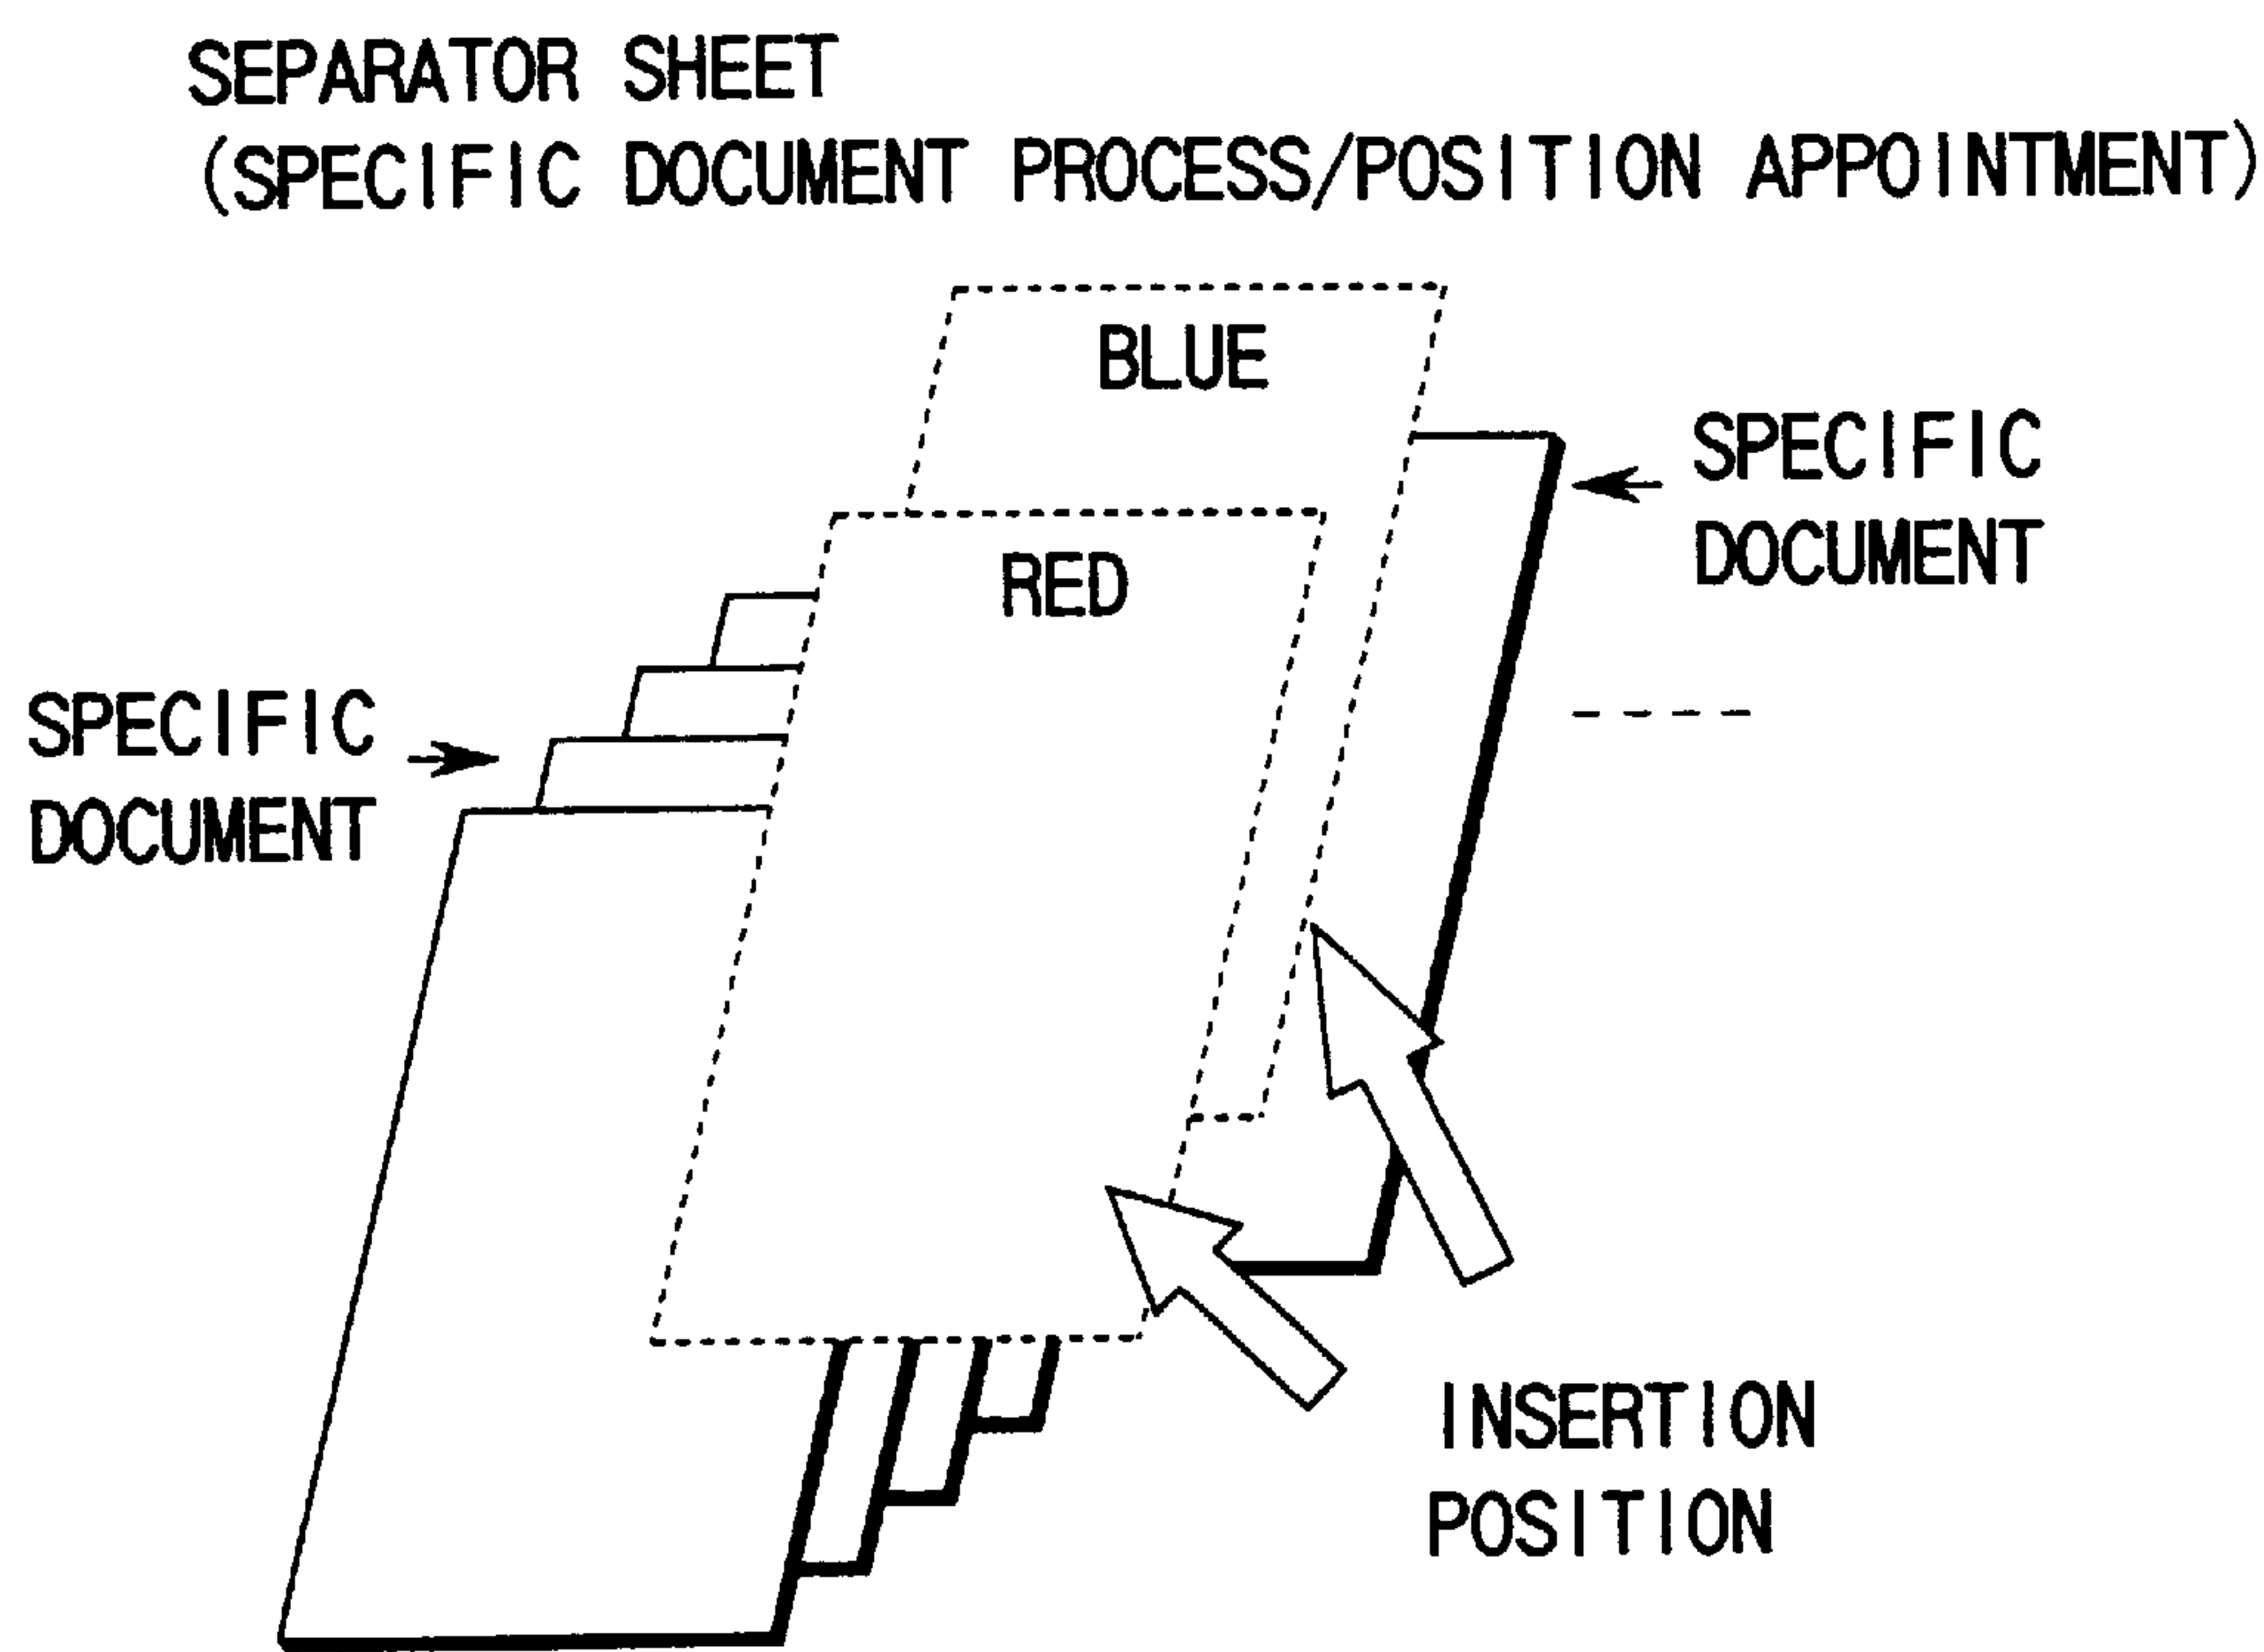 SEPARATOR SHEET
(SPECIFIC DOCUMENT PROCESS/POSITION APPOINTMENT)
BLUE
SPECIFIC
DOCUMENT
RED
SPECIFIC
DOCUMENT
INSERTION
POSITION